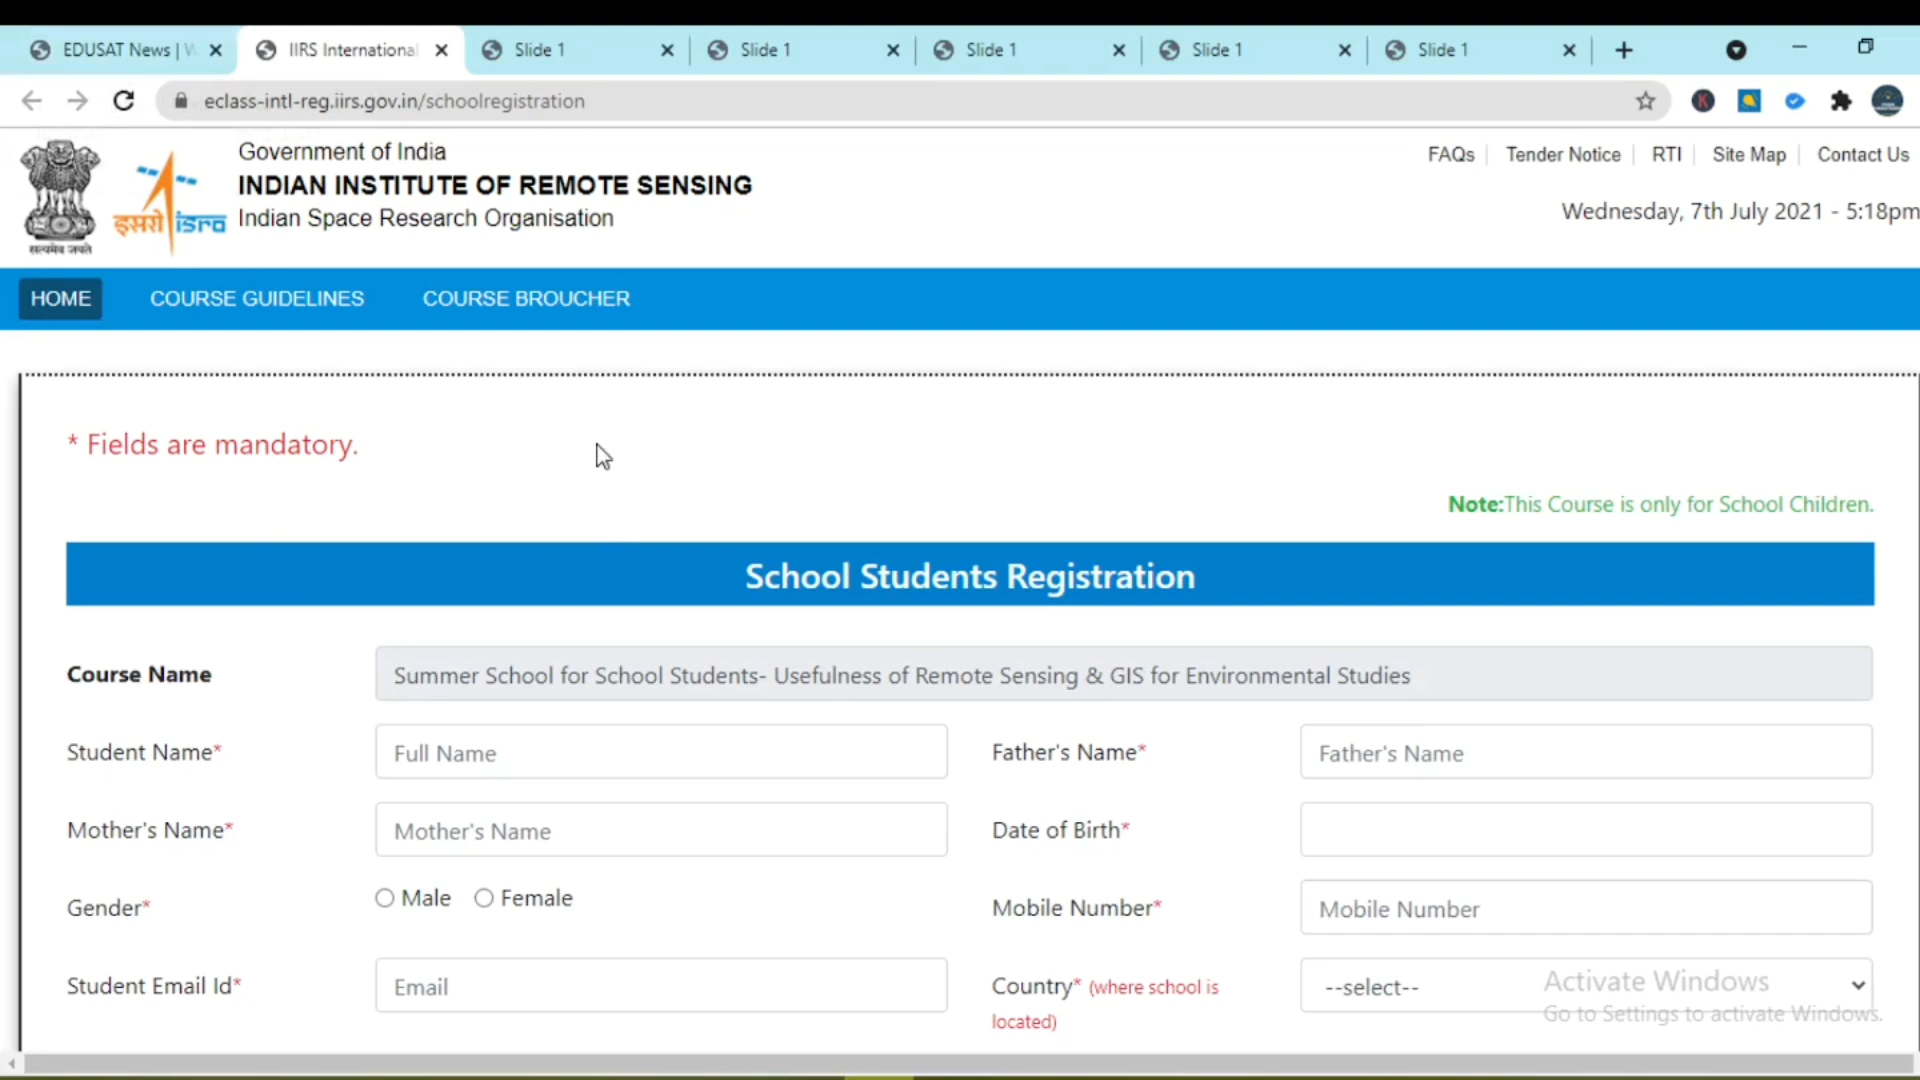 EDUSAT News | W
IIRS International
Slide 1
Slide 1
Slide 1
Slide 1
Slide 1
eclass-intl-reg.iirs.gov.in/schoolregistration
सत्यमेव जयते
इसरो isro
Government of India
INDIAN INSTITUTE OF REMOTE SENSING
Indian Space Research Organisation
FAQs Tender Notice RTI Site Map Contact Us
Wednesday, 7th July 2021 - 5:18pm
HOME COURSE GUIDELINES COURSE BROUCHER
* Fields are mandatory.
Note:This Course is only for School Children.
School Students Registration
Course Name Summer School for School Students- Usefulness of Remote Sensing & GIS for Environmental Studies
Student Name* Full Name Father's Name* Father's Name
Mother's Name* Mother's Name Date of Birth*
Gender* Male Female Mobile Number* Mobile Number
Student Email Id* Email Country* (where school is --select--
located)
Activate Windows
Go to Settings to activate Windows.